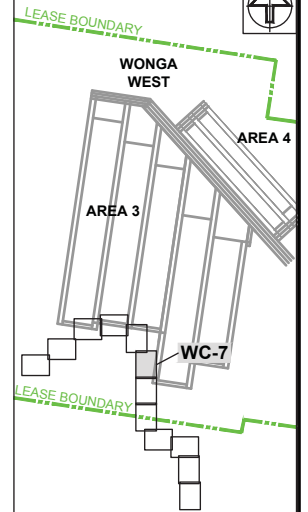 LEASE BOUNDARY
WONGA
WEST
AREA 4
AREA 3
WC-7
LEASE BOUNDARY